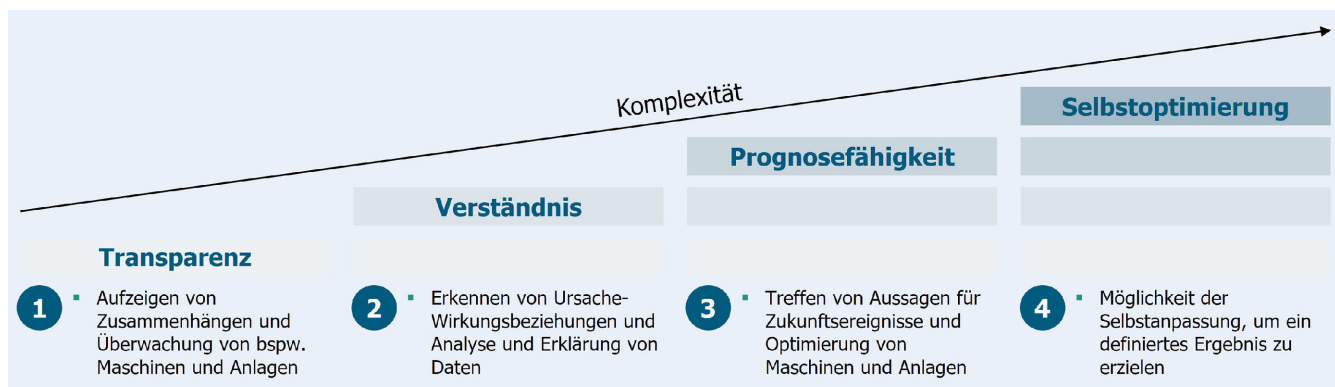 Komplexität
Selbstoptimierung
Prognosefähigkeit
Verständnis
Transparenz
1
▪ Aufzeigen von
Zusammenhängen und
Überwachung von bspw.
Maschinen und Anlagen
2
▪ Erkennen von Ursache-
Wirkungsbeziehungen und
Analyse und Erklärung von
Daten
3
▪ Treffen von Aussagen für
Zukunftsereignisse und
Optimierung von
Maschinen und Anlagen
4
▪ Möglichkeit der
Selbstanpassung, um ein
definiertes Ergebnis zu
erzielen